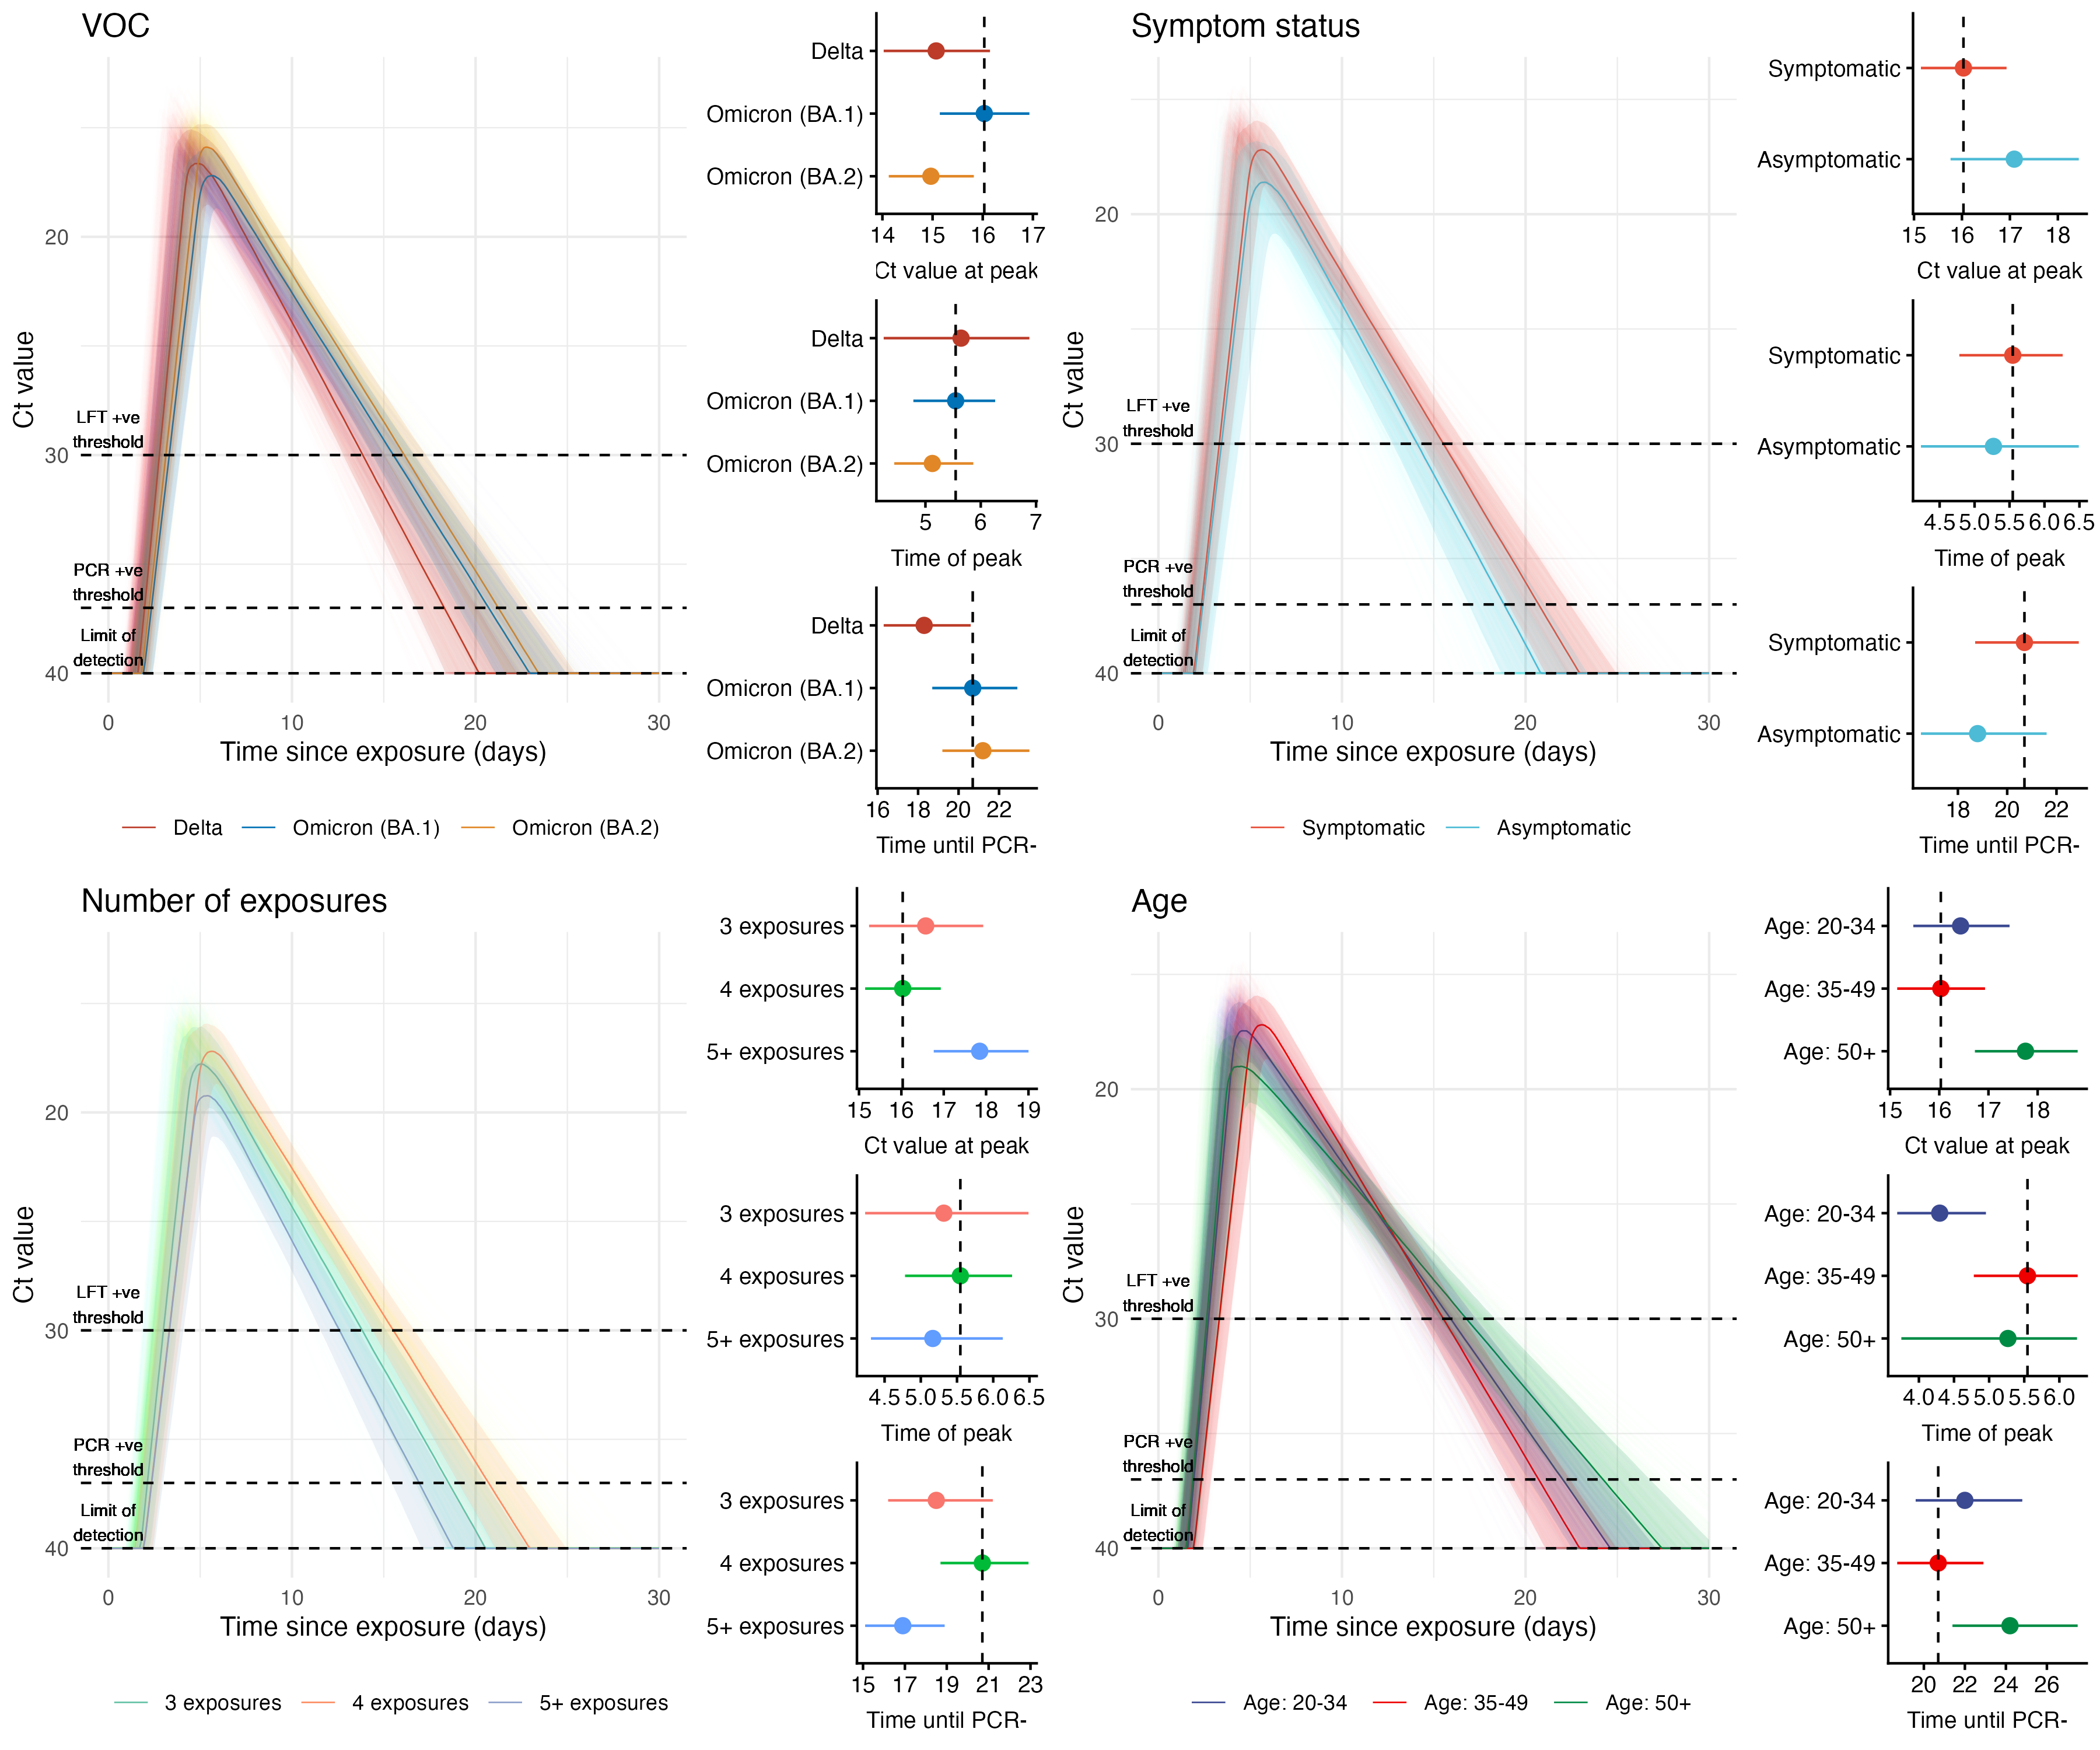 VOC
Ct value
20
30
40
LFT +ve
threshold
PCR +ve
threshold
Limit of
detection
0 10 20 30
Time since exposure (days)
Delta Omicron (BA.1) Omicron (BA.2)
Delta
Omicron (BA.1)
Omicron (BA.2)
14 15 16 17
Ct value at peak
Delta
Omicron (BA.1)
Omicron (BA.2)
5 6 7
Time of peak
Delta
Omicron (BA.1)
Omicron (BA.2)
16 18 20 22
Time until PCR-
Symptom status
Ct value
20
30
40
LFT +ve
threshold
PCR +ve
threshold
Limit of
detection
0 10 20 30
Time since exposure (days)
Symptomatic Asymptomatic
Symptomatic
Asymptomatic
15 16 17 18
Ct value at peak
Symptomatic
Asymptomatic
4.5 5.0 5.5 6.0 6.5
Time of peak
Symptomatic
Asymptomatic
18 20 22
Time until PCR-
Number of exposures
Ct value
20
30
40
LFT +ve
threshold
PCR +ve
threshold
Limit of
detection
0 10 20 30
Time since exposure (days)
3 exposures 4 exposures 5+ exposures
3 exposures
4 exposures
5+ exposures
15 16 17 18 19
Ct value at peak
3 exposures
4 exposures
5+ exposures
4.5 5.0 5.5 6.0 6.5
Time of peak
3 exposures
4 exposures
5+ exposures
15 17 19 21 23
Time until PCR-
Age
Ct value
20
30
40
LFT +ve
threshold
PCR +ve
threshold
Limit of
detection
0 10 20 30
Time since exposure (days)
Age: 20-34 Age: 35-49 Age: 50+
Age: 20-34
Age: 35-49
Age: 50+
15 16 17 18
Ct value at peak
Age: 20-34
Age: 35-49
Age: 50+
4.0 4.5 5.0 5.5 6.0
Time of peak
Age: 20-34
Age: 35-49
Age: 50+
20 22 24 26
Time until PCR-